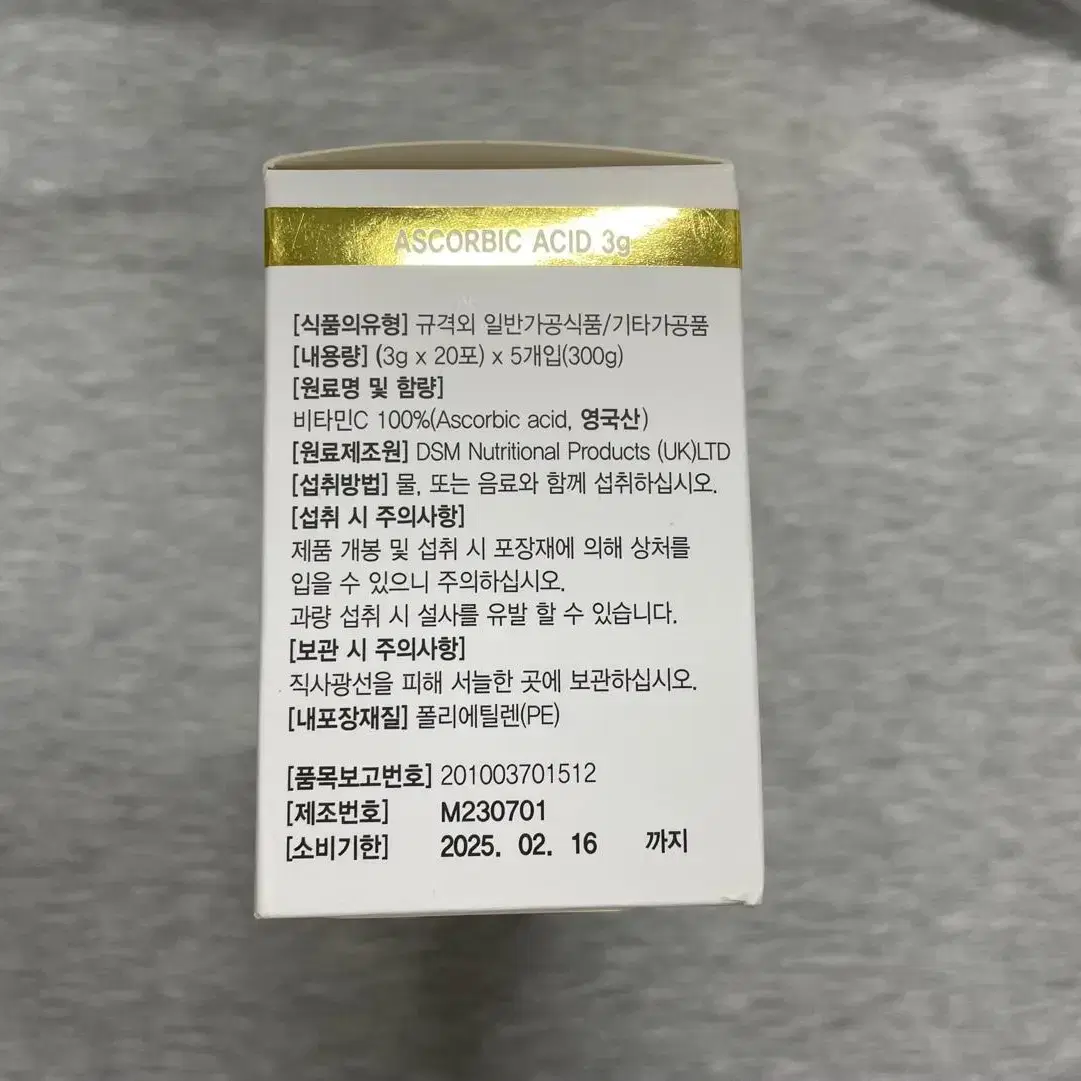 ASCORBIC ACID 3g
[식품의유형] 규격외 일반가공식품/기타가공품
[내용량] (3g x 20포) x 5개입(300g)
[원료명 및 함량]
비타민C 100%(Ascorbic acid, 영국산)
[원료제조원] DSM Nutritional Products (UK)LTD
[섭취방법] 물, 또는 음료와 함께 섭취하십시오.
[섭취 시 주의사항]
제품 개봉 및 섭취 시 포장재에 의해 상처를
입을 수 있으니 주의하십시오.
과량 섭취 시 설사를 유발 할 수 있습니다.
[보관 시 주의사항]
직사광선을 피해 서늘한 곳에 보관하십시오.
[내포장재질] 폴리에틸렌(PE)
[품목보고번호] 201003701512
[제조번호] M230701
[소비기한] 2025. 02. 16 까지